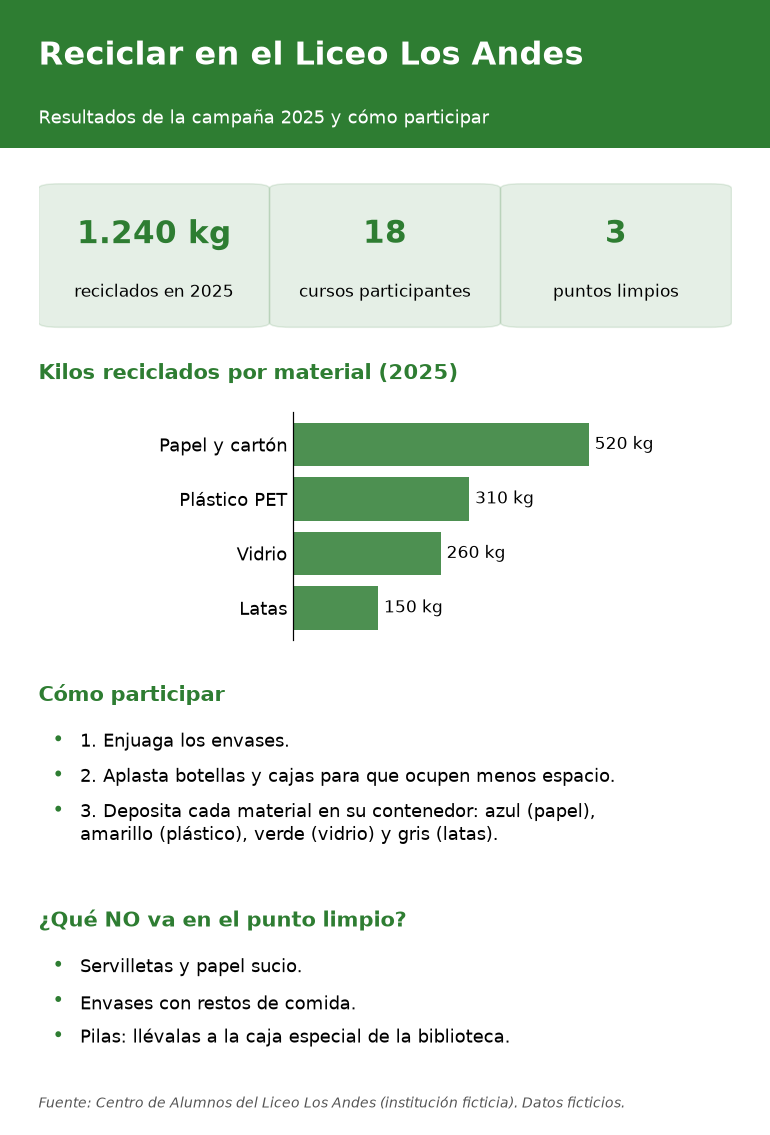 Reciclar en el Liceo Los Andes
Resultados de la campaña 2025 y cómo participar
1.240 kg
reciclados en 2025
18
cursos participantes
3
puntos limpios
Kilos reciclados por material (2025)
Papel y cartón 520 kg
Plástico PET 310 kg
Vidrio 260 kg
Latas 150 kg
Cómo participar
• 1. Enjuaga los envases.
• 2. Aplasta botellas y cajas para que ocupen menos espacio.
• 3. Deposita cada material en su contenedor: azul (papel),
amarillo (plástico), verde (vidrio) y gris (latas).
¿Qué NO va en el punto limpio?
• Servilletas y papel sucio.
• Envases con restos de comida.
• Pilas: llévalas a la caja especial de la biblioteca.
Fuente: Centro de Alumnos del Liceo Los Andes (institución ficticia). Datos ficticios.